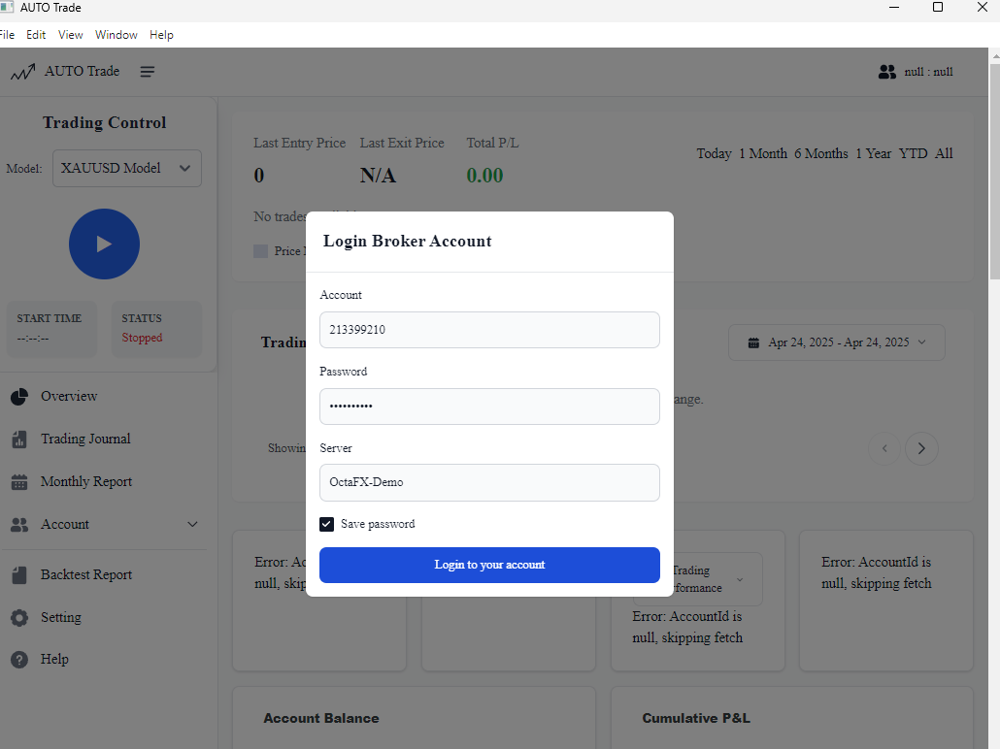 AUTO Trade
File Edit View Window Help
AUTO Trade
null : null
Trading Control
Model: XAUUSD Model
START TIME
--:--:--
STATUS
Stopped
Overview
Trading Journal
Monthly Report
Account
Backtest Report
Setting
Help
Last Entry Price Last Exit Price Total P/L
0 N/A 0.00
Today 1 Month 6 Months 1 Year YTD All
No trades
Price
Login Broker Account
Account
213399210
Password
••••••••••
Server
OctaFX-Demo
Save password
Login to your account
Tradin
Apr 24, 2025 - Apr 24, 2025
ange.
Showin
Error: Ac
null, skip
Trading
rformance
Error: AccountId is
null, skipping fetch
Error: AccountId is
null, skipping fetch
Account Balance
Cumulative P&L